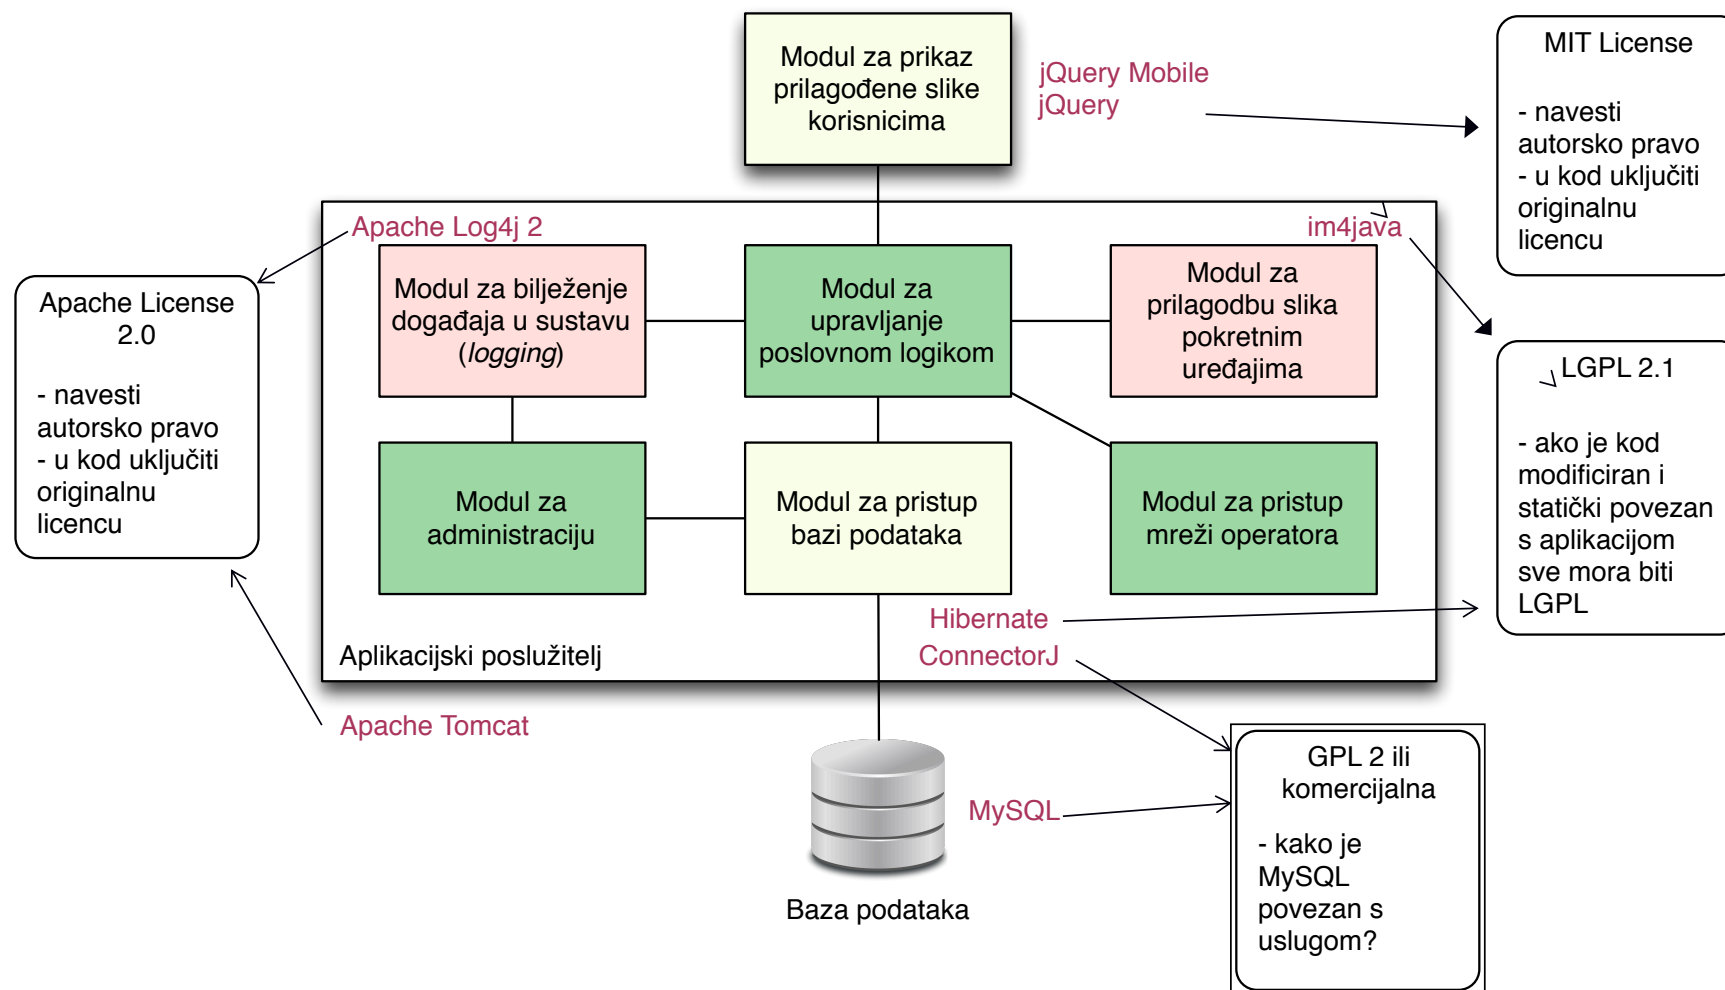 Modul za prikaz
prilagođene slike
korisnicima
jQuery Mobile
jQuery
MIT License
- navesti
autorsko pravo
- u kod uključiti
originalnu
licencu
Apache Log4j 2
im4java
Apache License
2.0
- navesti
autorsko pravo
- u kod uključiti
originalnu
licencu
Modul za bilježenje
događaja u sustavu
(logging)
Modul za
upravljanje
poslovnom logikom
Modul za
prilagodbu slika
pokretnim
uređajima
LGPL 2.1
- ako je kod
modificiran i
statički povezan
s aplikacijom
sve mora biti
LGPL
Modul za
administraciju
Modul za pristup
bazi podataka
Modul za pristup
mreži operatora
Hibernate
ConnectorJ
Aplikacijski poslužitelj
Apache Tomcat
MySQL
GPL 2 ili
komercijalna
- kako je
MySQL
povezan s
uslugom?
Baza podataka